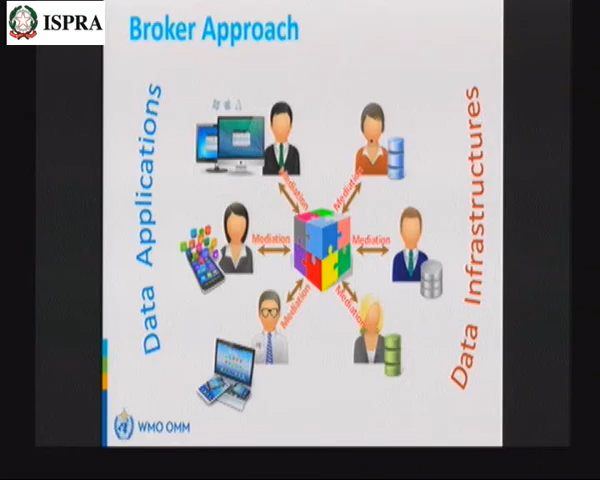 ISPRA
Broker Approach
Data Applications
Data Infrastructures
Mediation
Mediation
Mediation
Mediation
Mediation
Mediation
WMO OMM